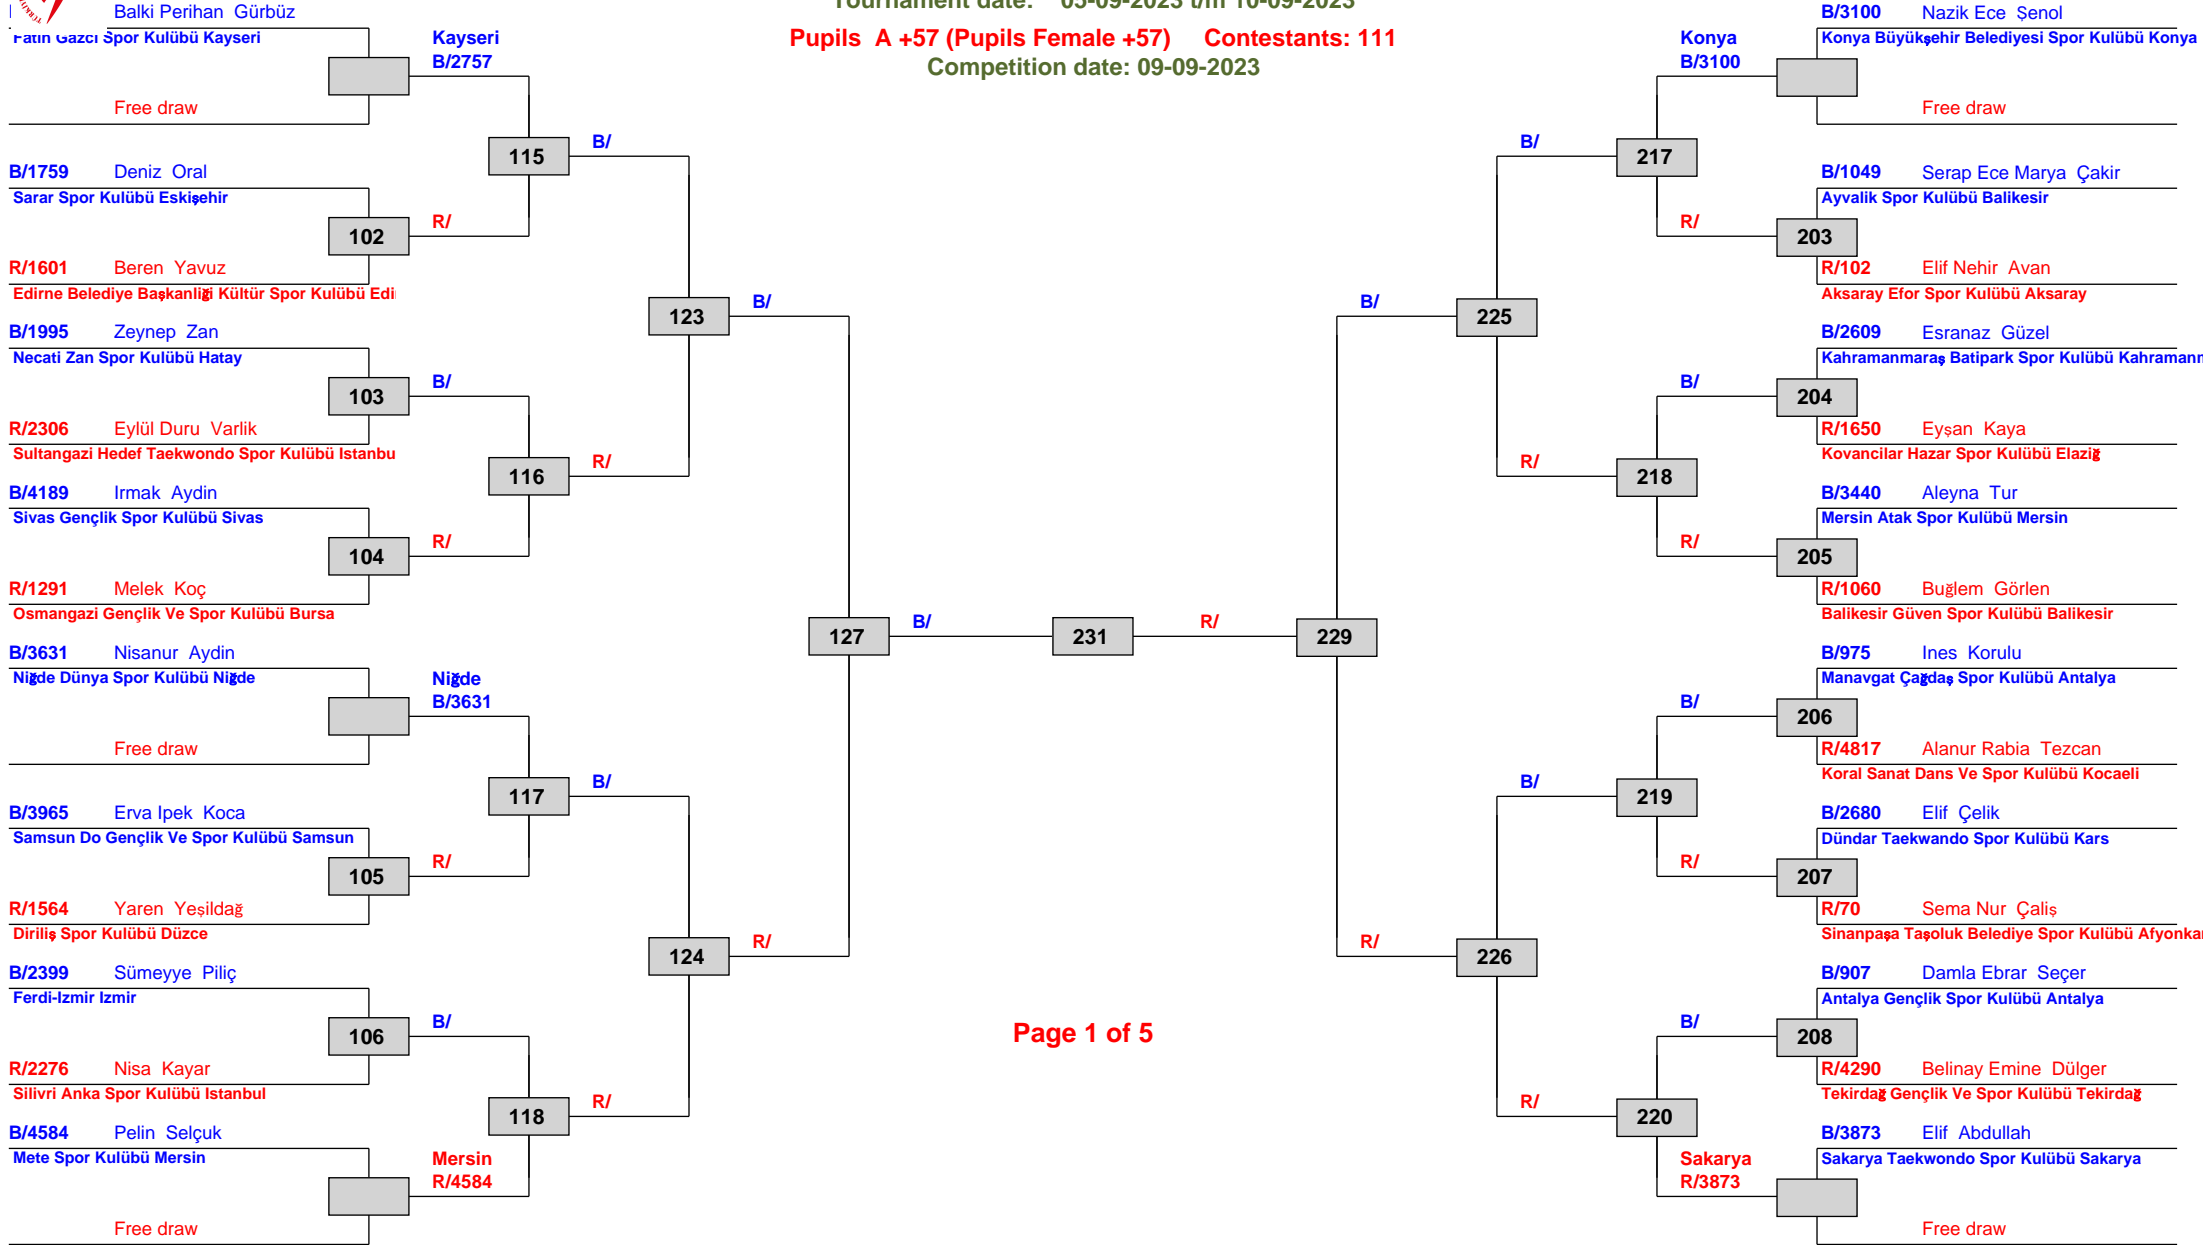 Tournament date: 05-09-2023 t/m 10-09-2023
Pupils A +57 (Pupils Female +57) Contestants: 111
Competition date: 09-09-2023
Balki Perihan Gürbüz
Fatih Gazci Spor Kulübü Kayseri
Free draw
Kayseri
B/2757
115
B/
B/1759 Deniz Oral
Sarar Spor Kulübü Eskişehir
102
R/
R/1601 Beren Yavuz
Edirne Belediye Başkanliği Kültür Spor Kulübü Edi
B/1995 Zeynep Zan
Necati Zan Spor Kulübü Hatay
103
B/
R/2306 Eylül Duru Varlik
Sultangazi Hedef Taekwondo Spor Kulübü Istanbu
116
R/
B/4189 Irmak Aydin
Sivas Gençlik Spor Kulübü Sivas
104
R/
R/1291 Melek Koç
Osmangazi Gençlik Ve Spor Kulübü Bursa
123
B/
B/3631 Nisanur Aydin
Niğde Dünya Spor Kulübü Niğde
Free draw
Niğde
B/3631
117
B/
B/3965 Erva Ipek Koca
Samsun Do Gençlik Ve Spor Kulübü Samsun
105
R/
R/1564 Yaren Yeşildağ
Diriliş Spor Kulübü Düzce
124
R/
B/2399 Sümeyye Piliç
Ferdi-Izmir Izmir
106
B/
R/2276 Nisa Kayar
Silivri Anka Spor Kulübü Istanbul
118
R/
B/4584 Pelin Selçuk
Mete Spor Kulübü Mersin
Mersin
R/4584
Free draw
127
B/
231
R/
229
Page 1 of 5
B/3100 Nazik Ece Şenol
Konya Büyükşehir Belediyesi Spor Kulübü Konya
Konya
B/3100
Free draw
B/
217
B/1049 Serap Ece Marya Çakir
Ayvalik Spor Kulübü Balikesir
R/
203
R/102 Elif Nehir Avan
Aksaray Efor Spor Kulübü Aksaray
B/
225
B/2609 Esranaz Güzel
Kahramanmaraş Batipark Spor Kulübü Kahramanm
B/
204
R/1650 Eyşan Kaya
Kovancilar Hazar Spor Kulübü Elaziğ
R/
218
B/3440 Aleyna Tur
Mersin Atak Spor Kulübü Mersin
R/
205
R/1060 Buğlem Görlen
Balikesir Güven Spor Kulübü Balikesir
B/975 Ines Korulu
Manavgat Çağdaş Spor Kulübü Antalya
B/
206
R/4817 Alanur Rabia Tezcan
Koral Sanat Dans Ve Spor Kulübü Kocaeli
B/
219
B/2680 Elif Çelik
Dündar Taekwando Spor Kulübü Kars
R/
207
R/70 Sema Nur Çaliş
Sinanpaşa Taşoluk Belediye Spor Kulübü Afyonkar
R/
226
B/907 Damla Ebrar Seçer
Antalya Gençlik Spor Kulübü Antalya
B/
208
R/4290 Belinay Emine Dülger
Tekirdağ Gençlik Ve Spor Kulübü Tekirdağ
R/
220
B/3873 Elif Abdullah
Sakarya Taekwondo Spor Kulübü Sakarya
Sakarya
R/3873
Free draw